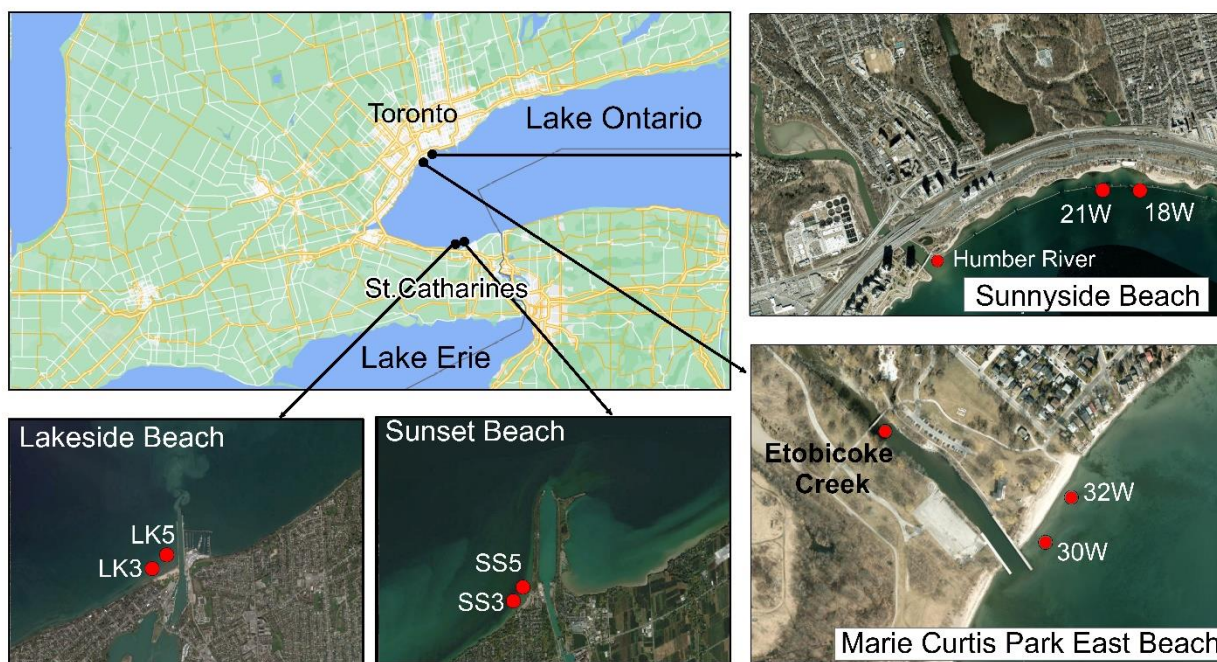 Toronto
Lake Ontario
St.Catharines
Lake Erie
21W
18W
Humber River
Sunnyside Beach
Lakeside Beach
LK5
LK3
Sunset Beach
SS5
SS3
Etobicoke
Creek
32W
30W
Marie Curtis Park East Beach